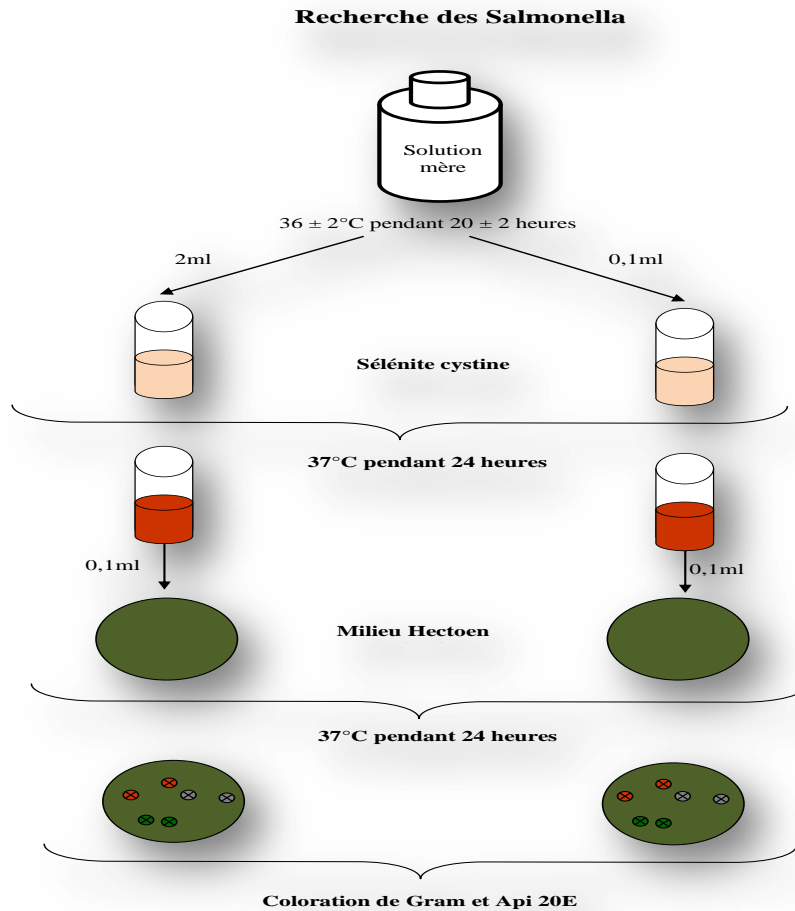 Recherche des Salmonella
Solution
mère
36 ± 2°C pendant 20 ± 2 heures
2ml
0,1ml
Sélénite cystine
37°C pendant 24 heures
0,1ml
0,1ml
Milieu Hectoen
37°C pendant 24 heures
Coloration de Gram et Api 20E